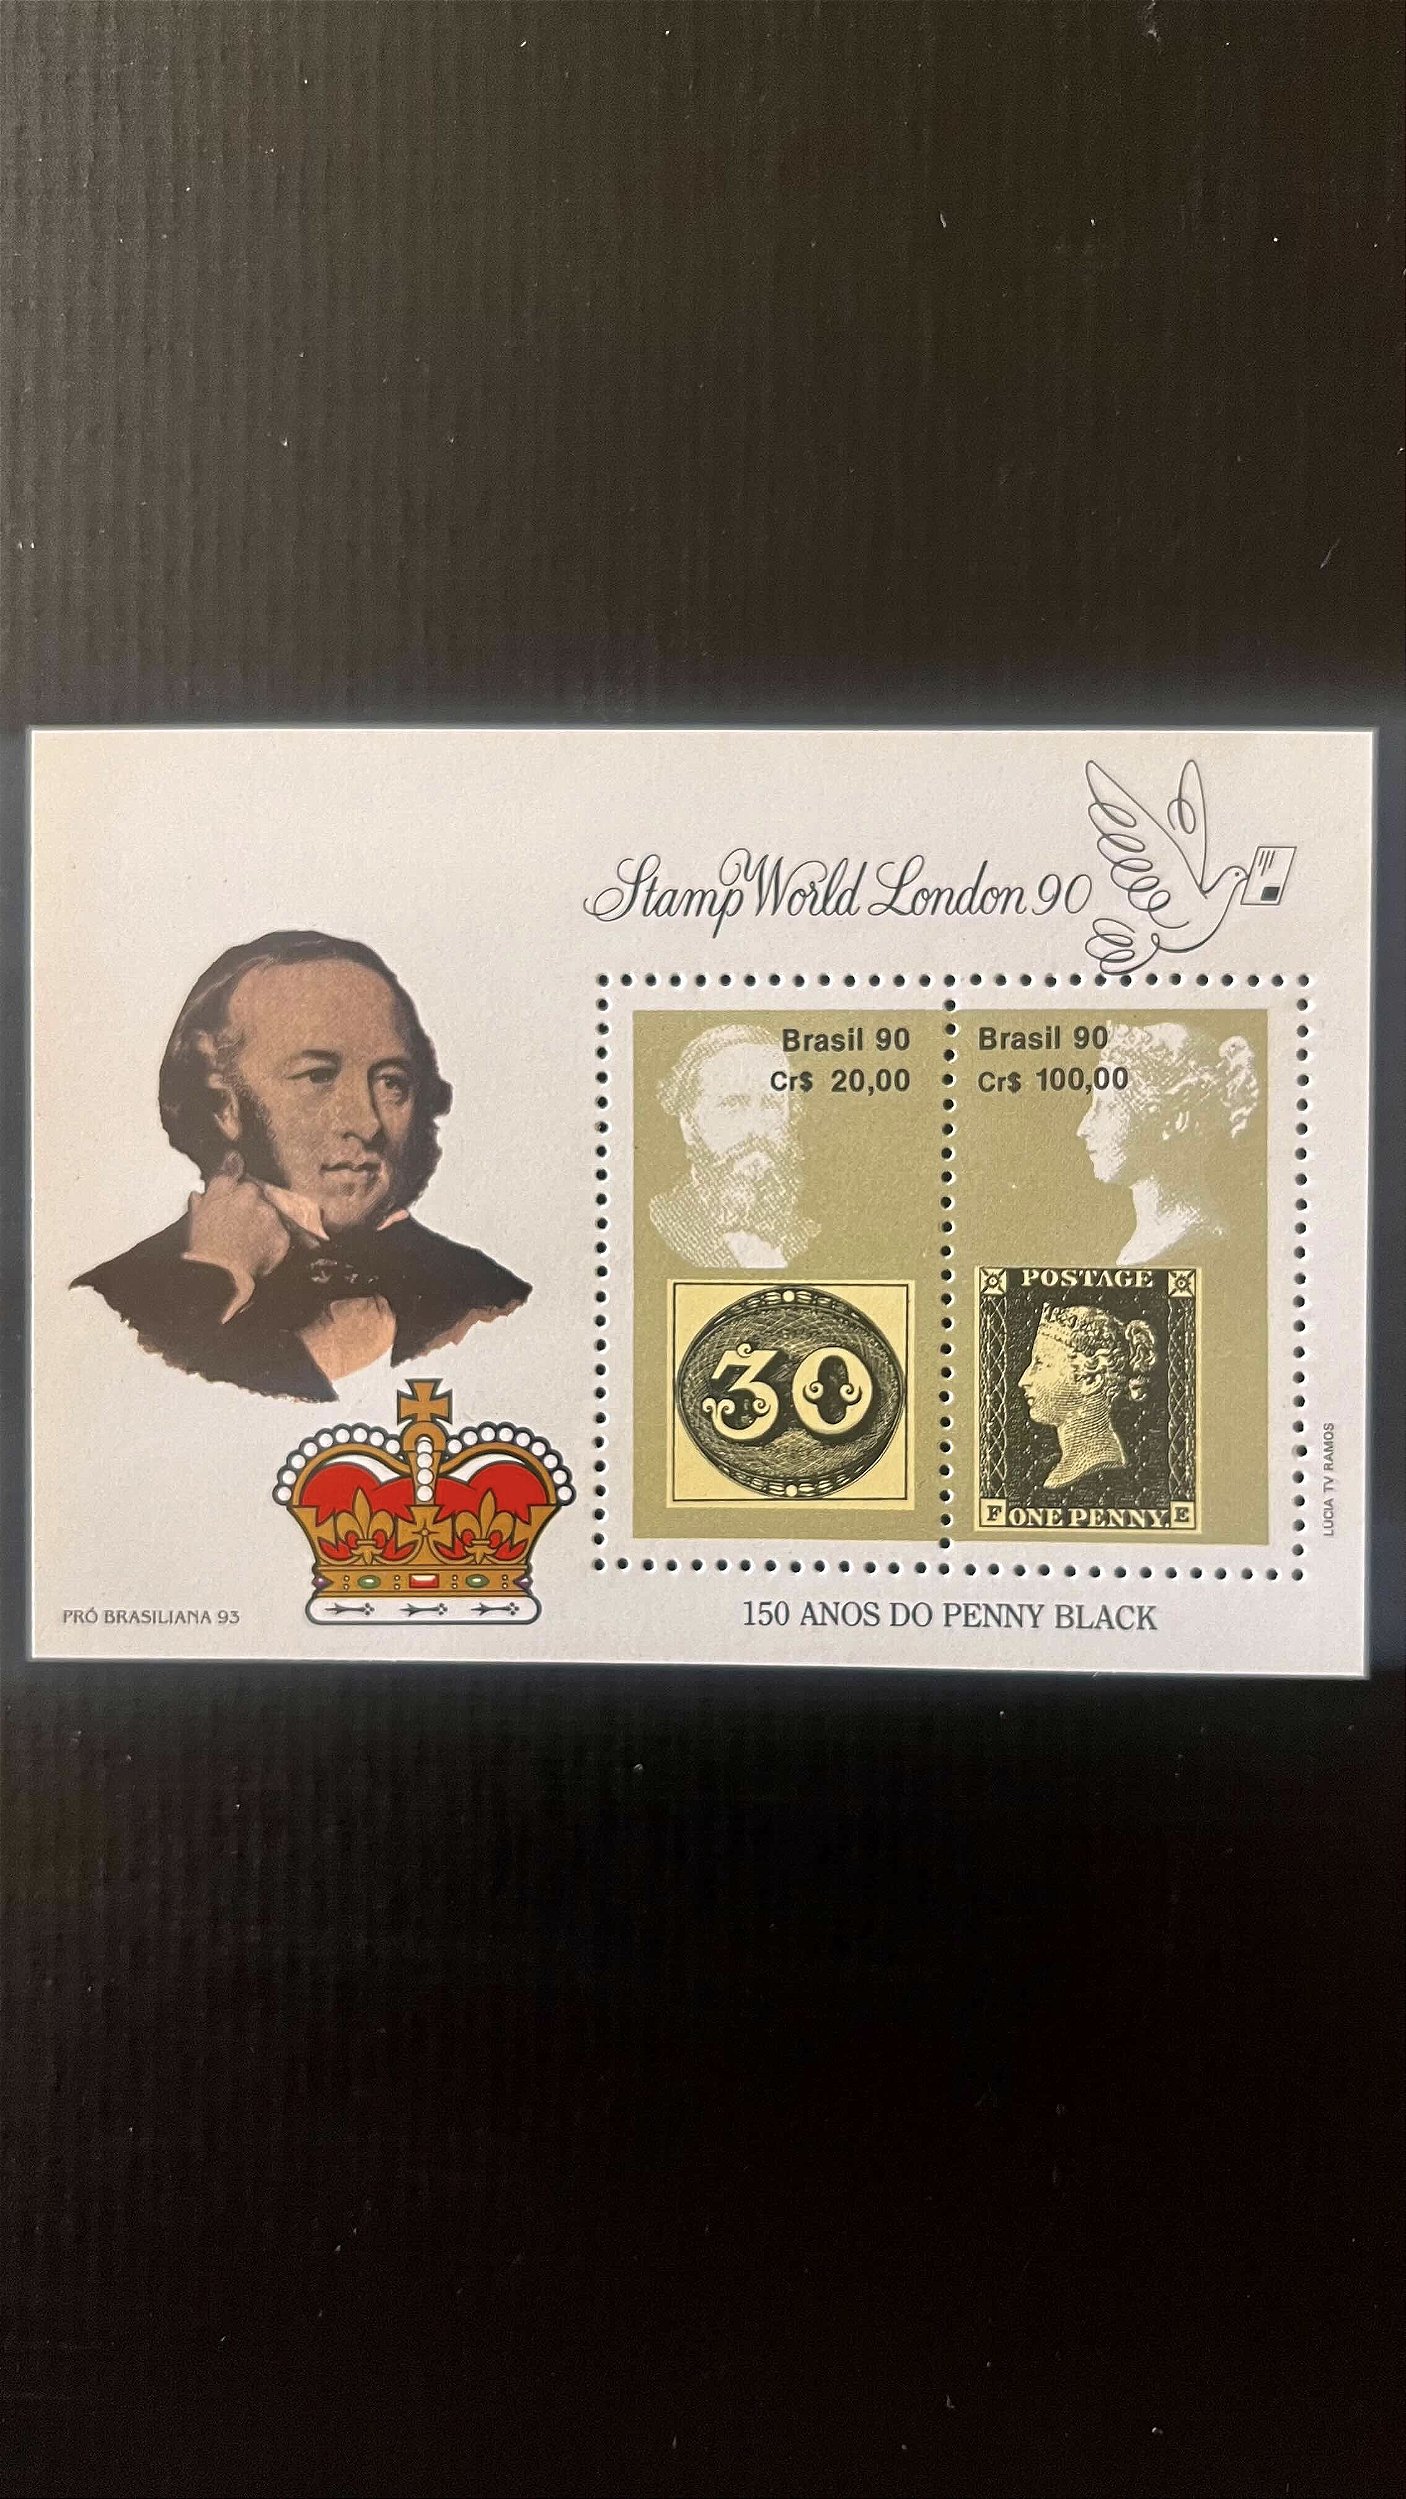 Stamp World London 90
Brasil 90
Cr$ 20,00
Brasil 90
Cr$ 100,00
30
POSTAGE
F ONE PENNY. E
LUCIA TV RAMOS
PRÓ BRASILIANA 93
150 ANOS DO PENNY BLACK